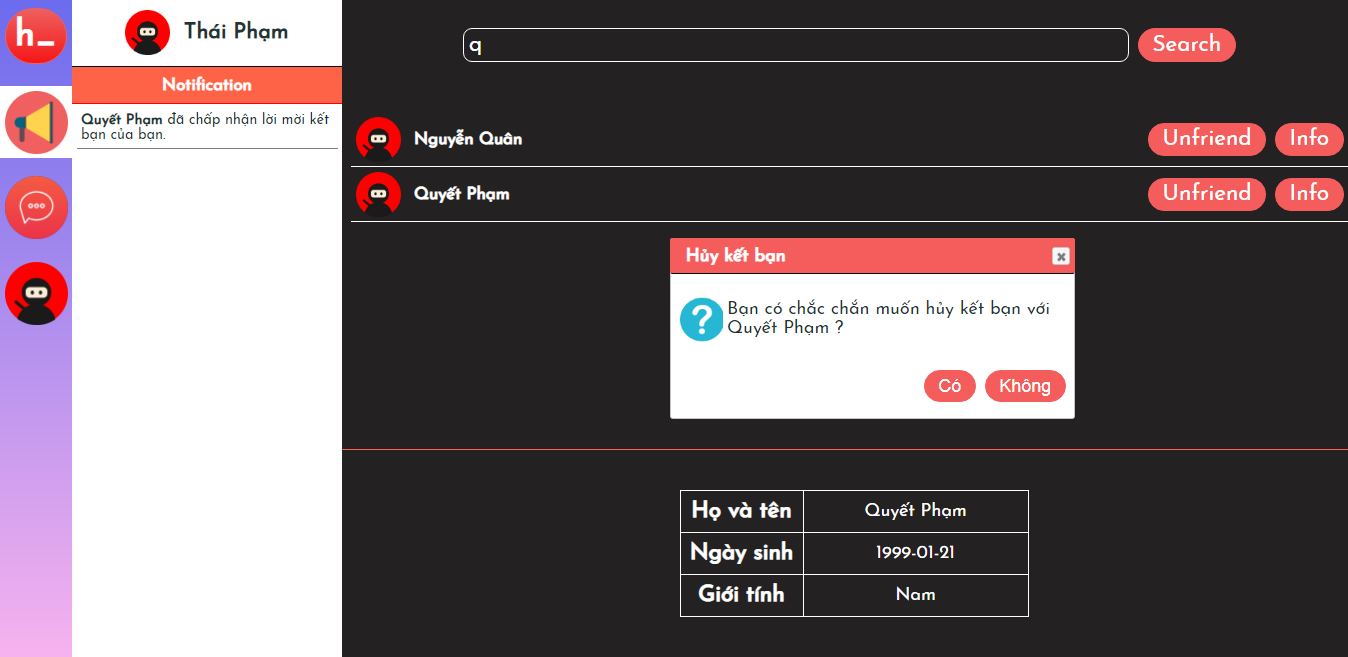 h_
Thái Phạm
Notification
Quyết Phạm đã chấp nhận lời mời kết
bạn của bạn.
q
Search
Nguyễn Quân
Unfriend
Info
Quyết Phạm
Unfriend
Info
Hủy kết bạn
Bạn có chắc chắn muốn hủy kết bạn với
Quyết Phạm ?
Có
Không
Họ và tên
Quyết Phạm
Ngày sinh
1999-01-21
Giới tính
Nam